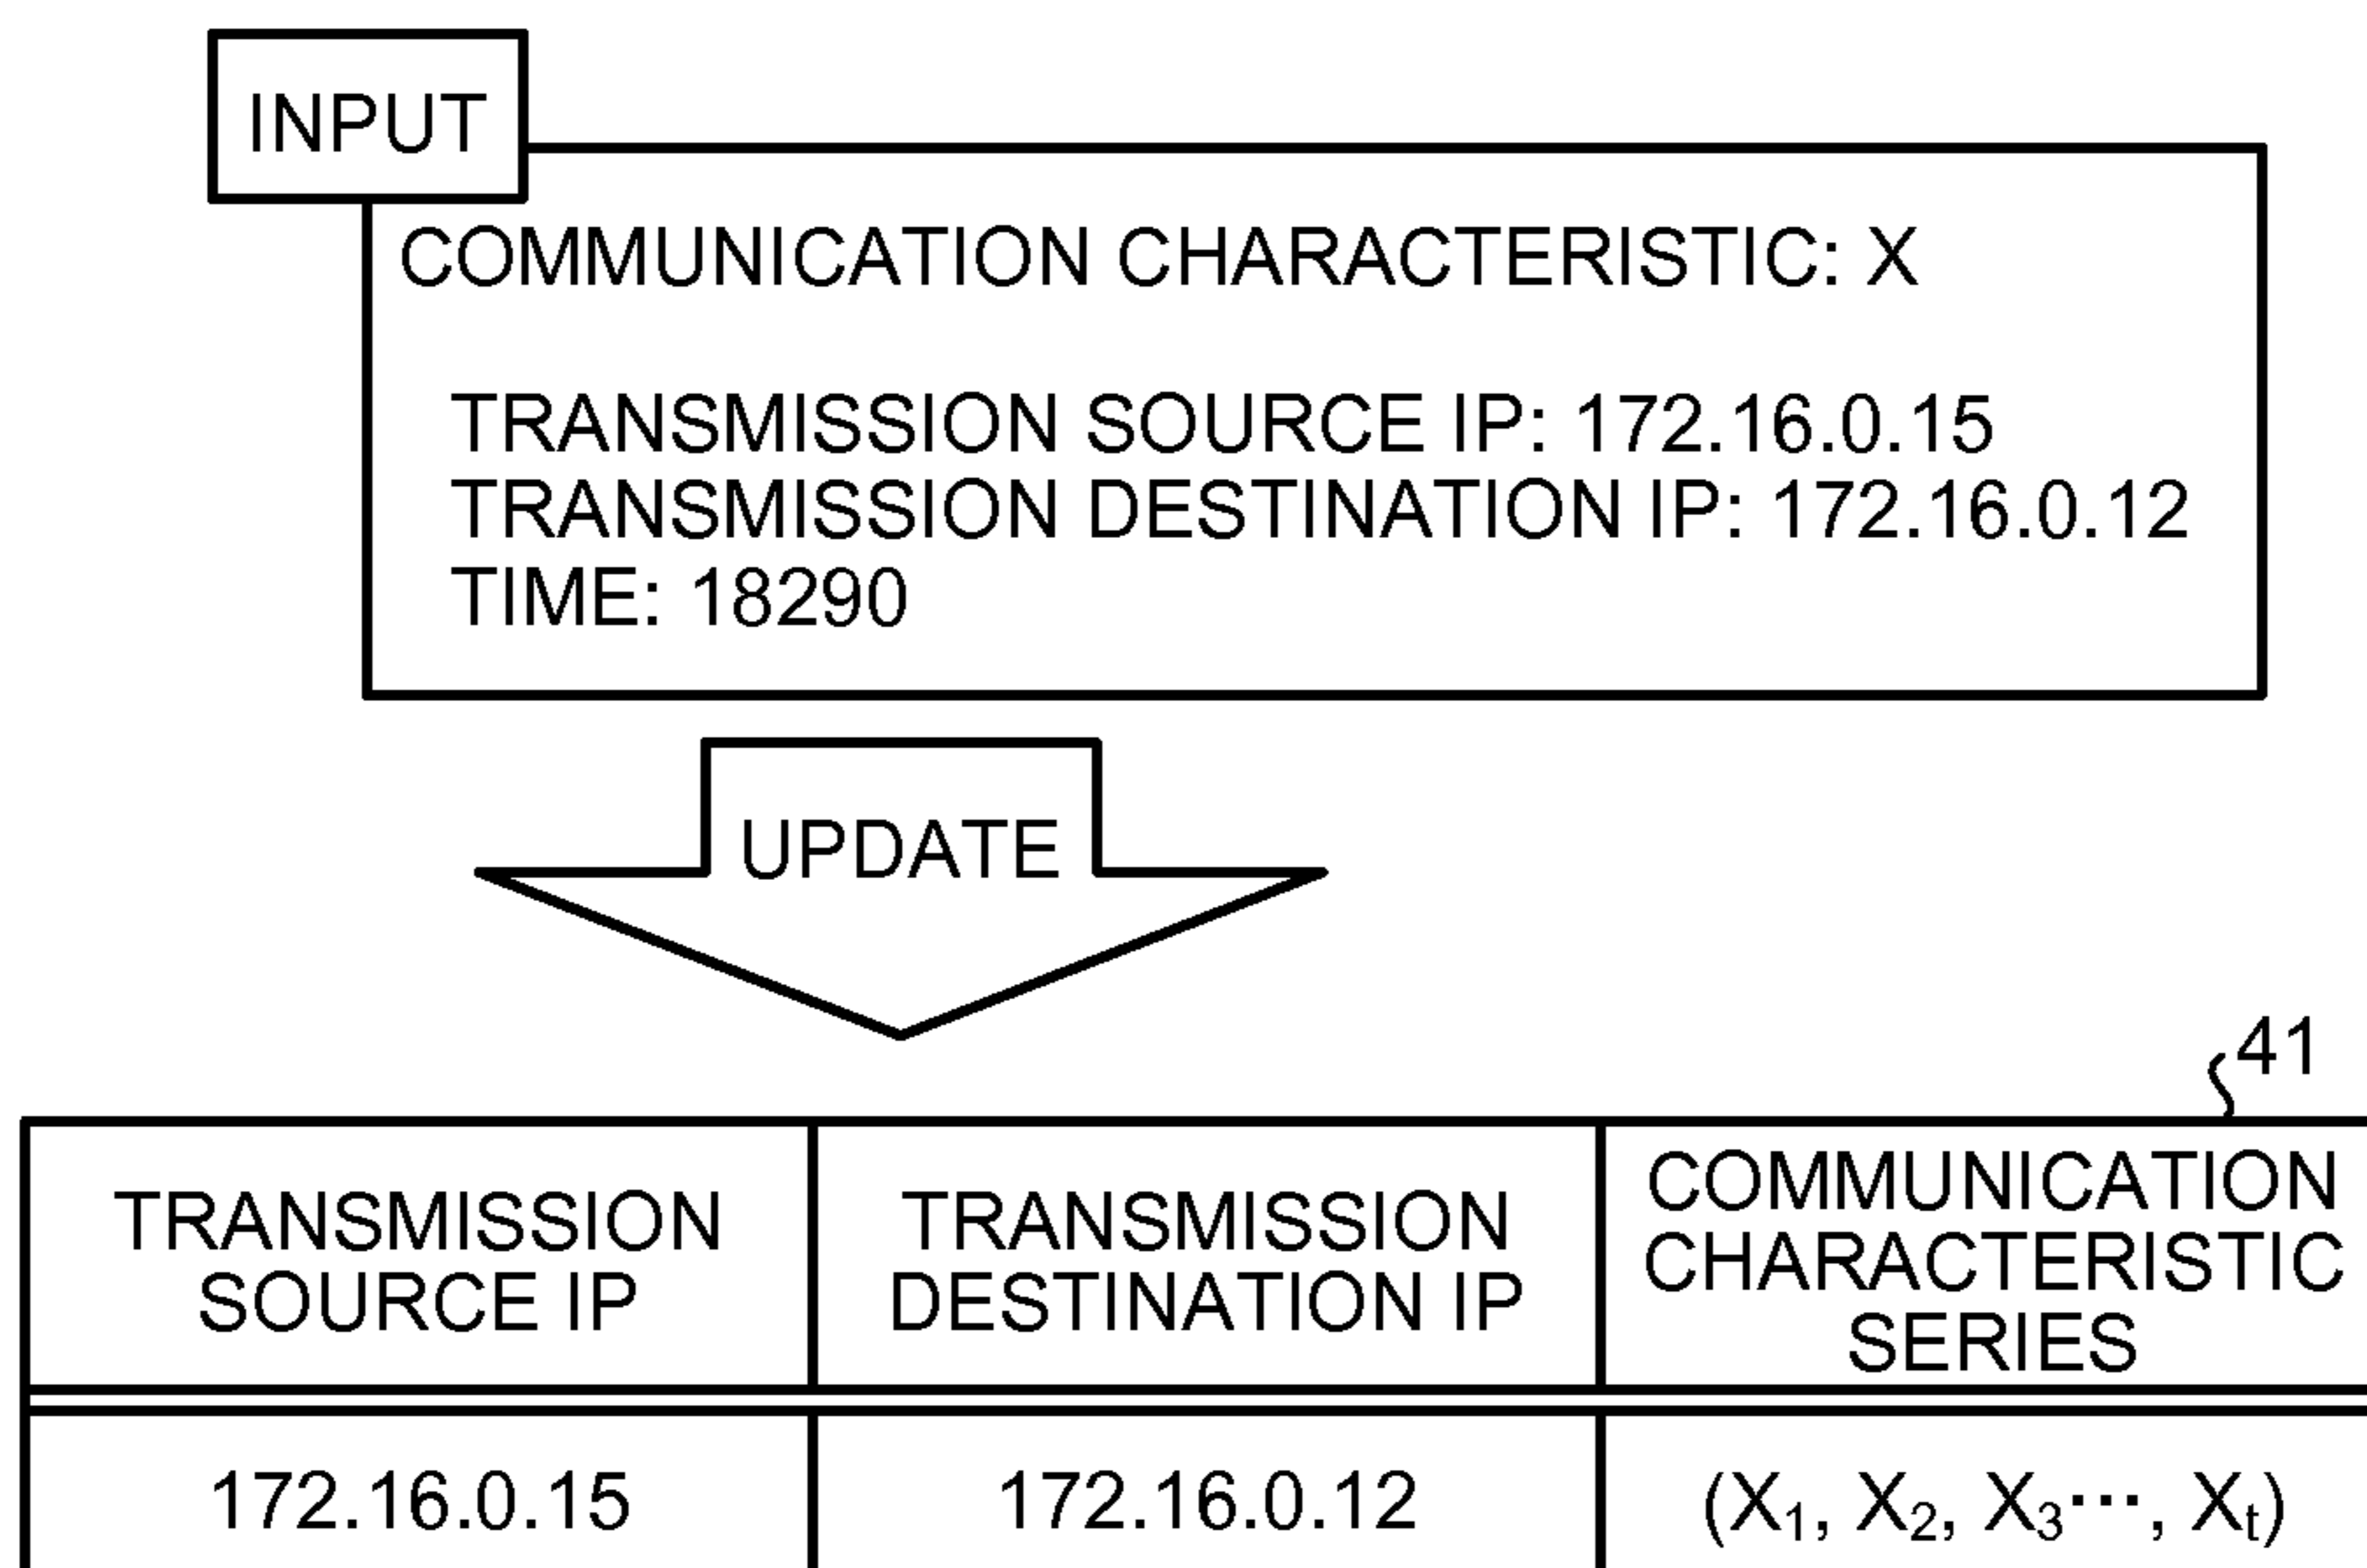 INPUT
COMMUNICATION CHARACTERISTIC: X
TRANSMISSION SOURCE IP: 172.16.0.15
TRANSMISSION DESTINATION IP: 172.16.0.12
TIME: 18290
UPDATE
41
TRANSMISSION
SOURCE IP
TRANSMISSION
DESTINATION IP
COMMUNICATION
CHARACTERISTIC
SERIES
172.16.0.15
172.16.0.12
(X₁, X₂, X₃⋯, Xₜ)